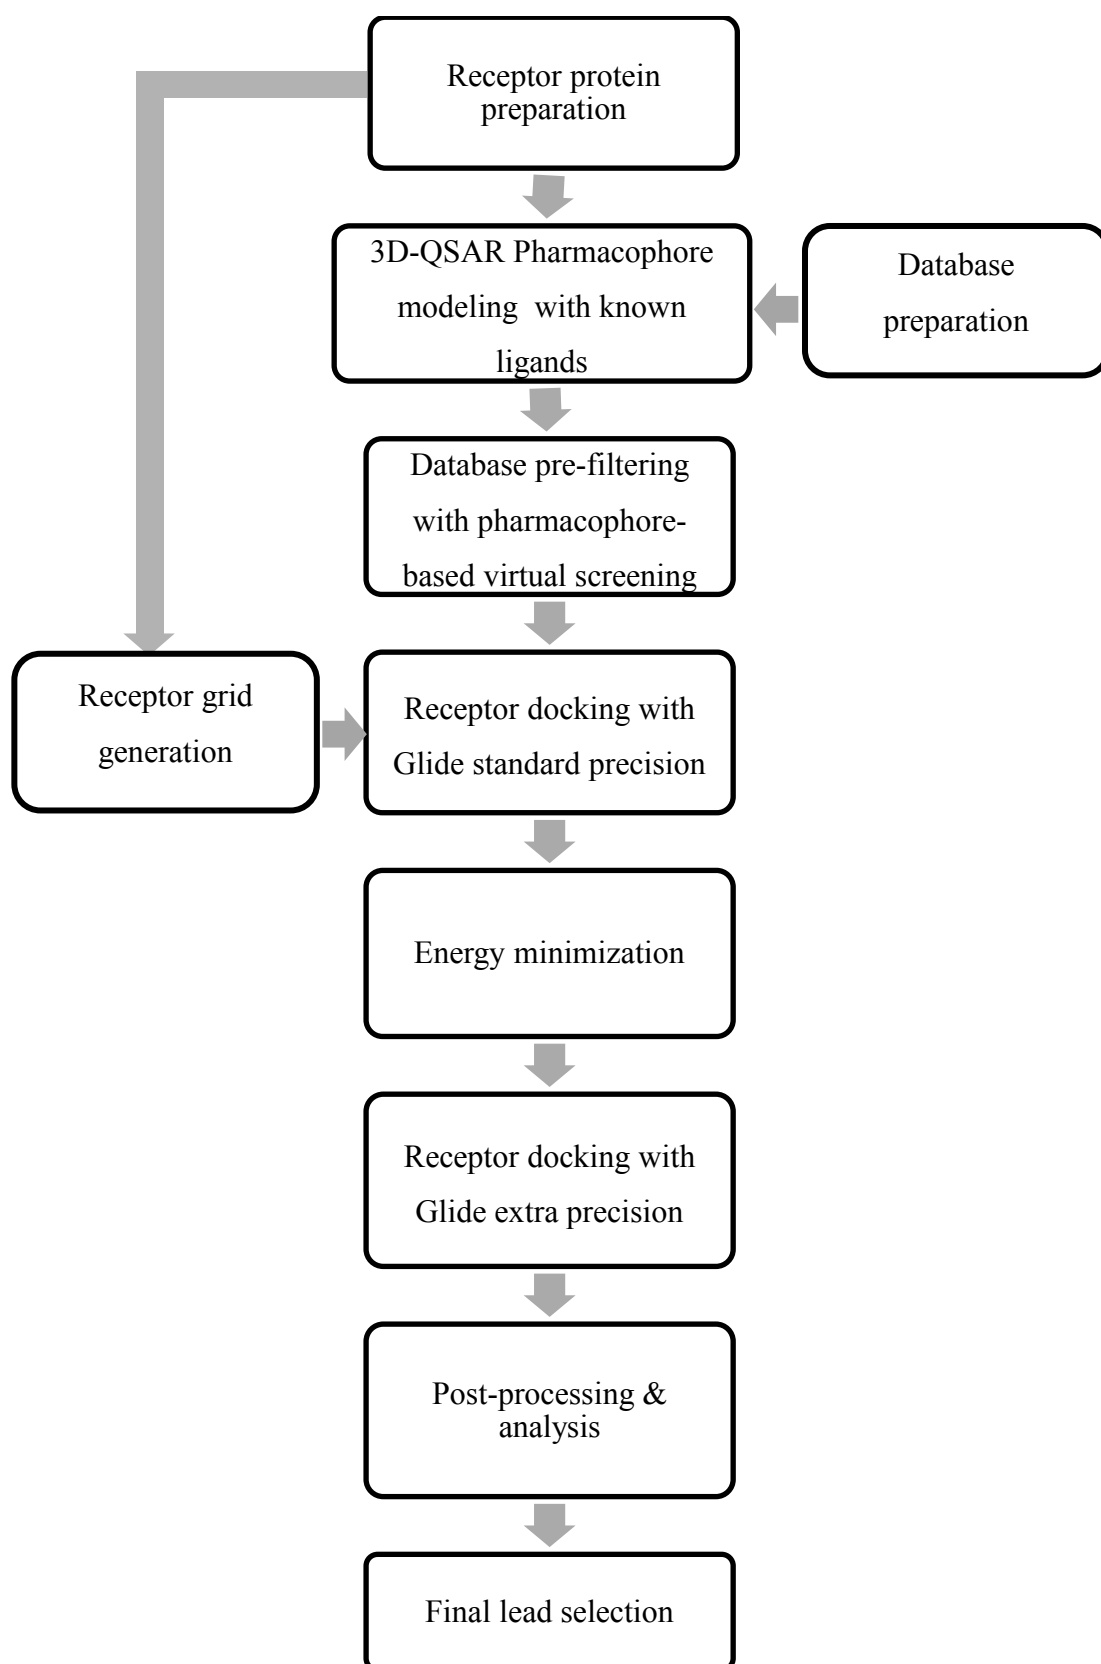 Receptor protein
preparation
3D-QSAR Pharmacophore
modeling with known
ligands
Database
preparation
Database pre-filtering
with pharmacophore-
based virtual screening
Receptor grid
generation
Receptor docking with
Glide standard precision
Energy minimization
Receptor docking with
Glide extra precision
Post-processing &
analysis
Final lead selection